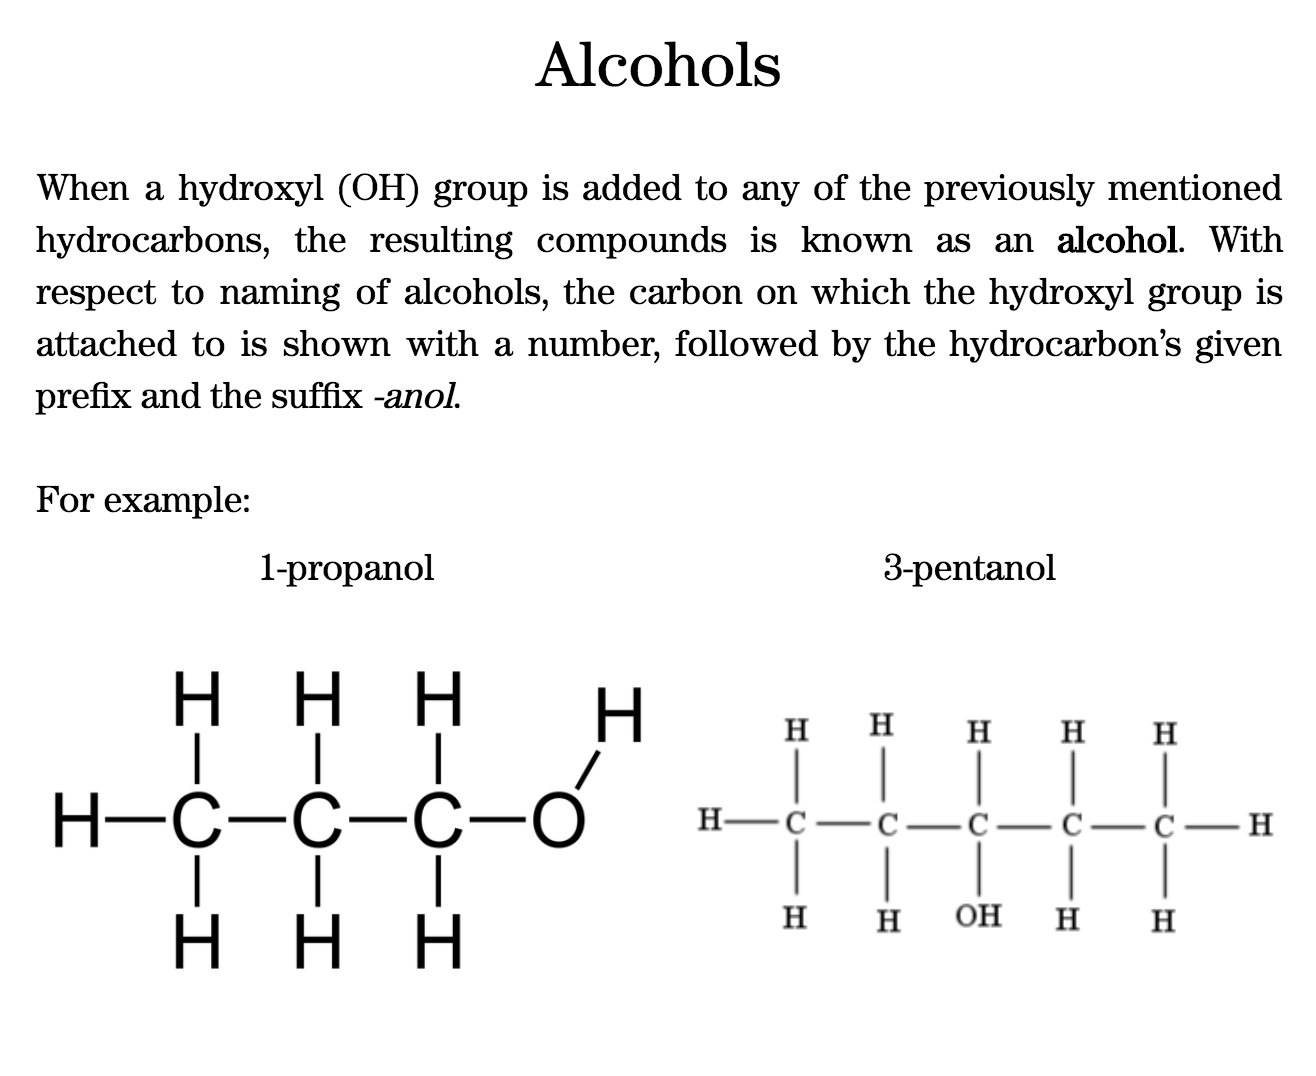 Alcohols
When a hydroxyl (OH) group is added to any of the previously mentioned
hydrocarbons, the resulting compounds is known as an alcohol. With
respect to naming of alcohols, the carbon on which the hydroxyl group is
attached to is shown with a number, followed by the hydrocarbon's given
prefix and the suffix -anol.
For example:
1-propanol 3-pentanol
H H H H
H C C C O
H H H
H H H H H
H C C C C C H
H H OH H H